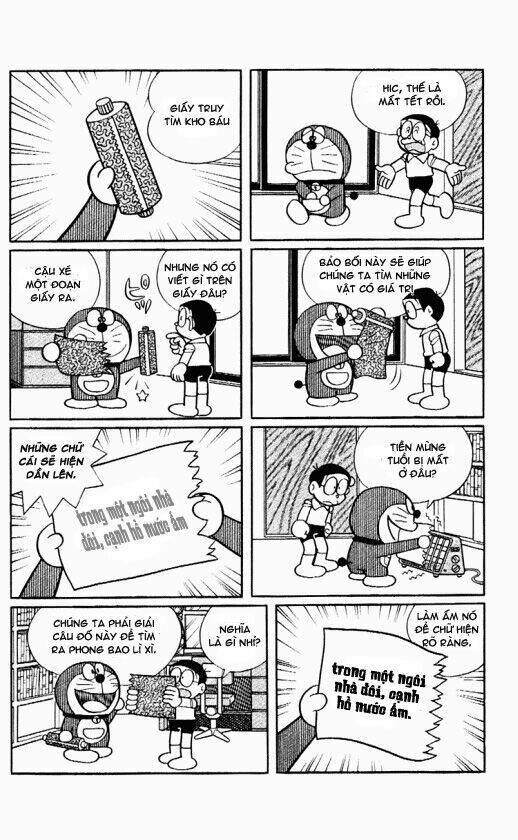 HIC, THẾ LÀ
MẤT TẾT RỒI.
GIẤY TRUY
TÌM KHO BÁU
BẢO BỐI NÀY SẼ GIÚP
CHÚNG TA TÌM NHỮNG
VẬT CÓ GIÁ TRỊ
NHƯNG NÓ CÓ
VIẾT GÌ TRÊN
GIẤY ĐÂU?
CẬU XÉ
MỘT ĐOẠN
GIẤY RA.
TIỀN MỪNG
TUỔI BỊ MẤT
Ở ĐÂU?
NHỮNG CHỮ
CÁI SẼ HIỆN
DẦN LÊN.
trong một ngôi nhà
đôi, cạnh hồ nước ấm
LÀM ẤM NÓ
ĐỂ CHỮ HIỆN
RÕ RÀNG.
trong một ngôi
nhà đôi, cạnh
hồ nước ấm.
NGHĨA
LÀ GÌ NHỈ?
CHÚNG TA PHẢI GIẢI
CÂU ĐỐ NÀY ĐỂ TÌM
RA PHONG BAO LÌ XÌ.